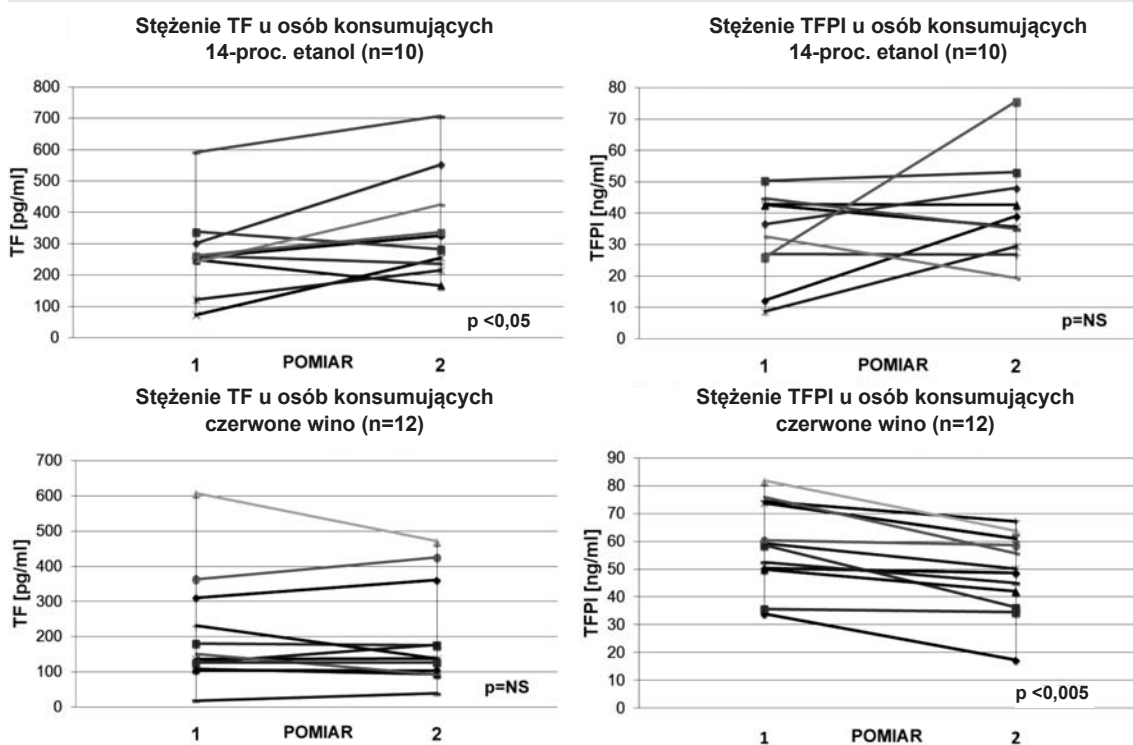 Stężenie TF u osób konsumujących
14-proc. etanol (n=10)
800
700
600
500
400
300
200
100
0
TF [pg/ml]
p <0,05
1
POMIAR
2
Stężenie TFPI u osób konsumujących
14-proc. etanol (n=10)
80
70
60
50
40
30
20
10
0
TFPI [ng/ml]
p=NS
1
POMIAR
2
Stężenie TF u osób konsumujących
czerwone wino (n=12)
700
600
500
400
300
200
100
0
TF [pg/ml]
p=NS
1
POMIAR
2
Stężenie TFPI u osób konsumujących
czerwone wino (n=12)
90
80
70
60
50
40
30
20
10
0
TFPI [ng/ml]
p <0,005
1
POMIAR
2